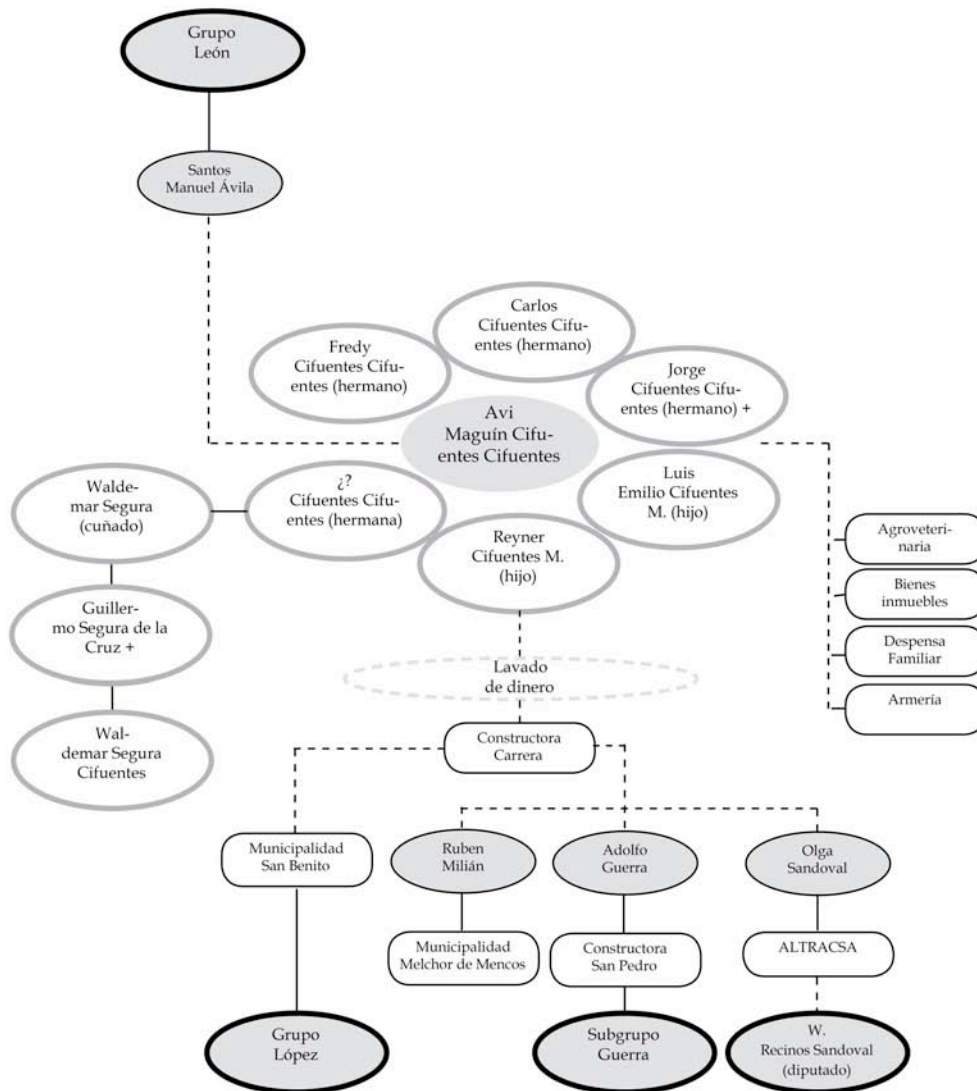 Grupo
León
Santos
Manuel Ávila
Carlos
Cifuentes Cifu-
entes (hermano)
Fredy
Cifuentes Cifu-
entes (hermano)
Jorge
Cifuentes Cifu-
entes (hermano) +
Avi
Maguín Cifu-
entes Cifuentes
Walde-
mar Segura
(cuñado)
¿?
Cifuentes Cifu-
entes (hermana)
Luis
Emilio Cifuentes
M. (hijo)
Reyner
Cifuentes M.
(hijo)
Agroveteri-
naria
Bienes
inmuebles
Despensa
Familiar
Armería
Guiller-
mo Segura de la
Cruz +
Wal-
demar Segura
Cifuentes
Lavado
de dinero
Constructora
Carrera
Municipalidad
San Benito
Ruben
Milián
Adolfo
Guerra
Olga
Sandoval
Municipalidad
Melchor de Mencos
Constructora
San Pedro
ALTRACSA
Grupo
López
Subgrupo
Guerra
W.
Recinos Sandoval
(diputado)